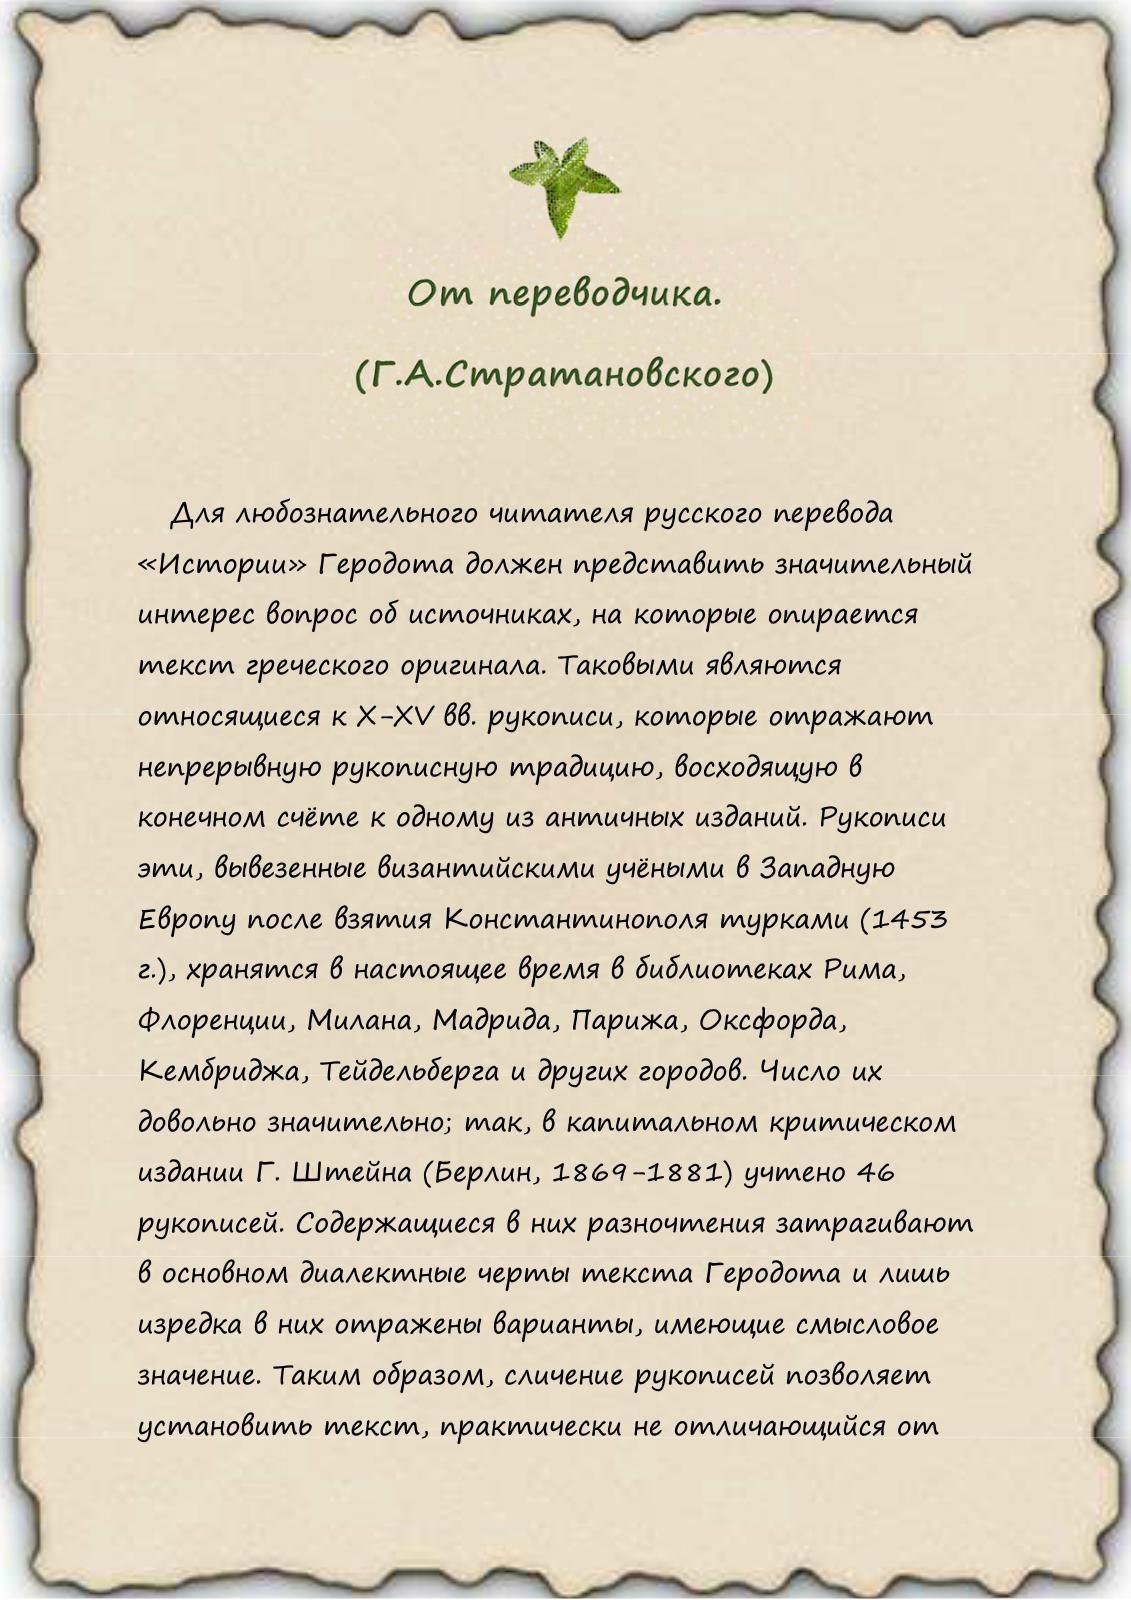 От переводчика.
(Г.А.Стратановского)
Для любознательного читателя русского перевода
«Истории» Геродота должен представить значительный
интерес вопрос об источниках, на которые опирается
текст греческого оригинала. Таковыми являются
относящиеся к X-XV вв. рукописи, которые отражают
непрерывную рукописную традицию, восходящую в
конечном счёте к одному из античных изданий. Рукописи
эти, вывезенные византийскими учёными в Западную
Европу после взятия Константинополя турками (1453
г.), хранятся в настоящее время в библиотеках Рима,
Флоренции, Милана, Мадрида, Парижа, Оксфорда,
Кембриджа, Тейдельберга и других городов. Число их
довольно значительно; так, в капитальном критическом
издании Г. Штейна (Берлин, 1869-1881) учтено 46
рукописей. Содержащиеся в них разночтения затрагивают
в основном диалектные черты текста Геродота и лишь
изредка в них отражены варианты, имеющие смысловое
значение. Таким образом, сличение рукописей позволяет
установить текст, практически не отличающийся от